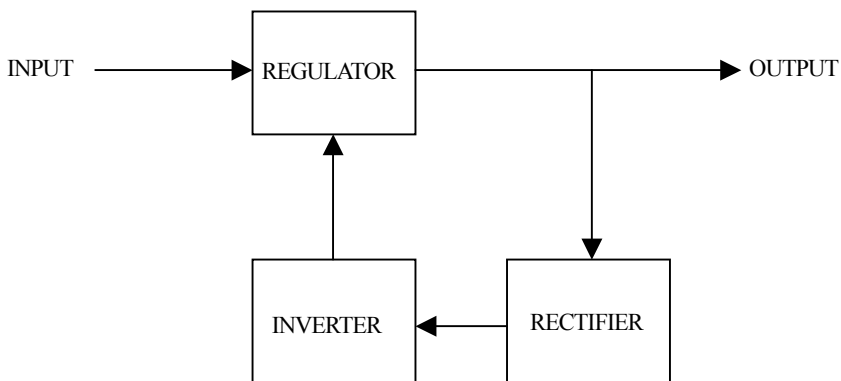 INPUT
REGULATOR
OUTPUT
INVERTER
RECTIFIER